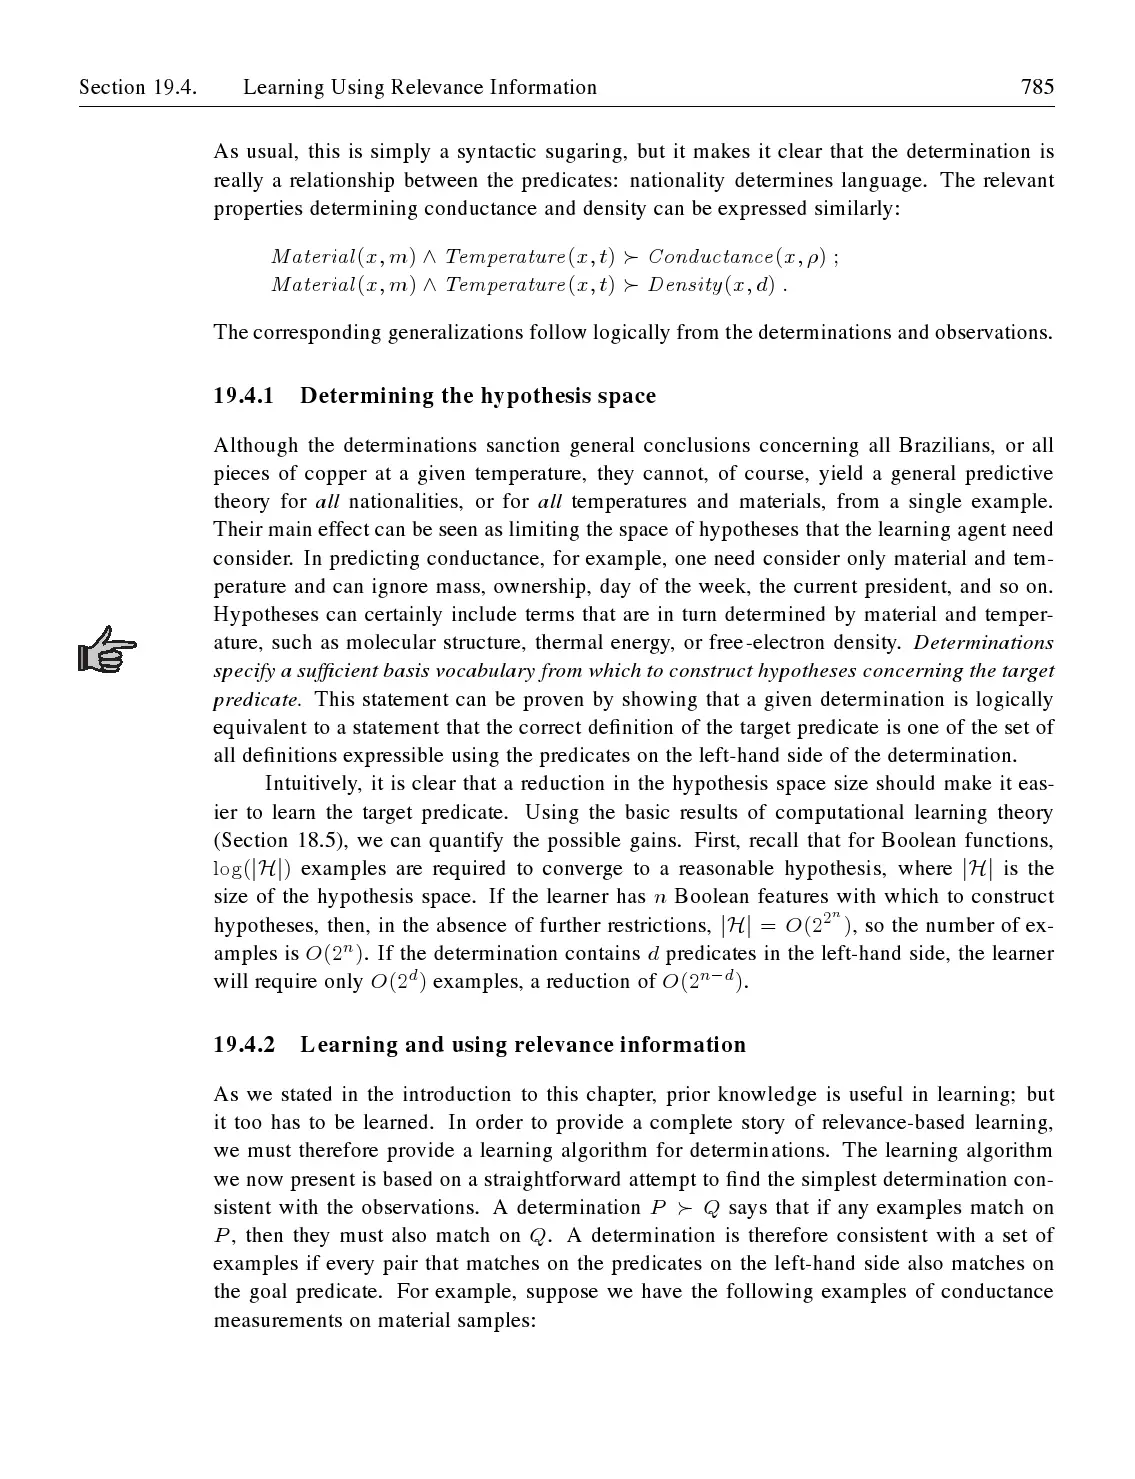 Section 19.4. Learning Using Relevance Information 785
As usual, this is simply a syntactic sugaring, but it makes it clear that the determination is
really a relationship between the predicates: nationality determines language. The relevant
properties determining conductance and density can be expressed similarly:
Material(x, m) ∧ Temperature(x, t) ≻ Conductance(x, ρ) ;
Material(x, m) ∧ Temperature(x, t) ≻ Density(x, d) .
The corresponding generalizations follow logically from the determinations and observations.
19.4.1 Determining the hypothesis space
Although the determinations sanction general conclusions concerning all Brazilians, or all
pieces of copper at a given temperature, they cannot, of course, yield a general predictive
theory for all nationalities, or for all temperatures and materials, from a single example.
Their main effect can be seen as limiting the space of hypotheses that the learning agent need
consider. In predicting conductance, for example, one need consider only material and tem-
perature and can ignore mass, ownership, day of the week, the current president, and so on.
Hypotheses can certainly include terms that are in turn determined by material and temper-
ature, such as molecular structure, thermal energy, or free-electron density. Determinations
specify a sufficient basis vocabulary from which to construct hypotheses concerning the target
predicate. This statement can be proven by showing that a given determination is logically
equivalent to a statement that the correct definition of the target predicate is one of the set of
all definitions expressible using the predicates on the left-hand side of the determination.
Intuitively, it is clear that a reduction in the hypothesis space size should make it eas-
ier to learn the target predicate. Using the basic results of computational learning theory
(Section 18.5), we can quantify the possible gains. First, recall that for Boolean functions,
log(|ℋ|) examples are required to converge to a reasonable hypothesis, where |ℋ| is the
size of the hypothesis space. If the learner has n Boolean features with which to construct
hypotheses, then, in the absence of further restrictions, |ℋ| = O(2^{2^n}), so the number of ex-
amples is O(2^n). If the determination contains d predicates in the left-hand side, the learner
will require only O(2^d) examples, a reduction of O(2^{n−d}).
19.4.2 Learning and using relevance information
As we stated in the introduction to this chapter, prior knowledge is useful in learning; but
it too has to be learned. In order to provide a complete story of relevance-based learning,
we must therefore provide a learning algorithm for determinations. The learning algorithm
we now present is based on a straightforward attempt to find the simplest determination con-
sistent with the observations. A determination P ≻ Q says that if any examples match on
P, then they must also match on Q. A determination is therefore consistent with a set of
examples if every pair that matches on the predicates on the left-hand side also matches on
the goal predicate. For example, suppose we have the following examples of conductance
measurements on material samples: